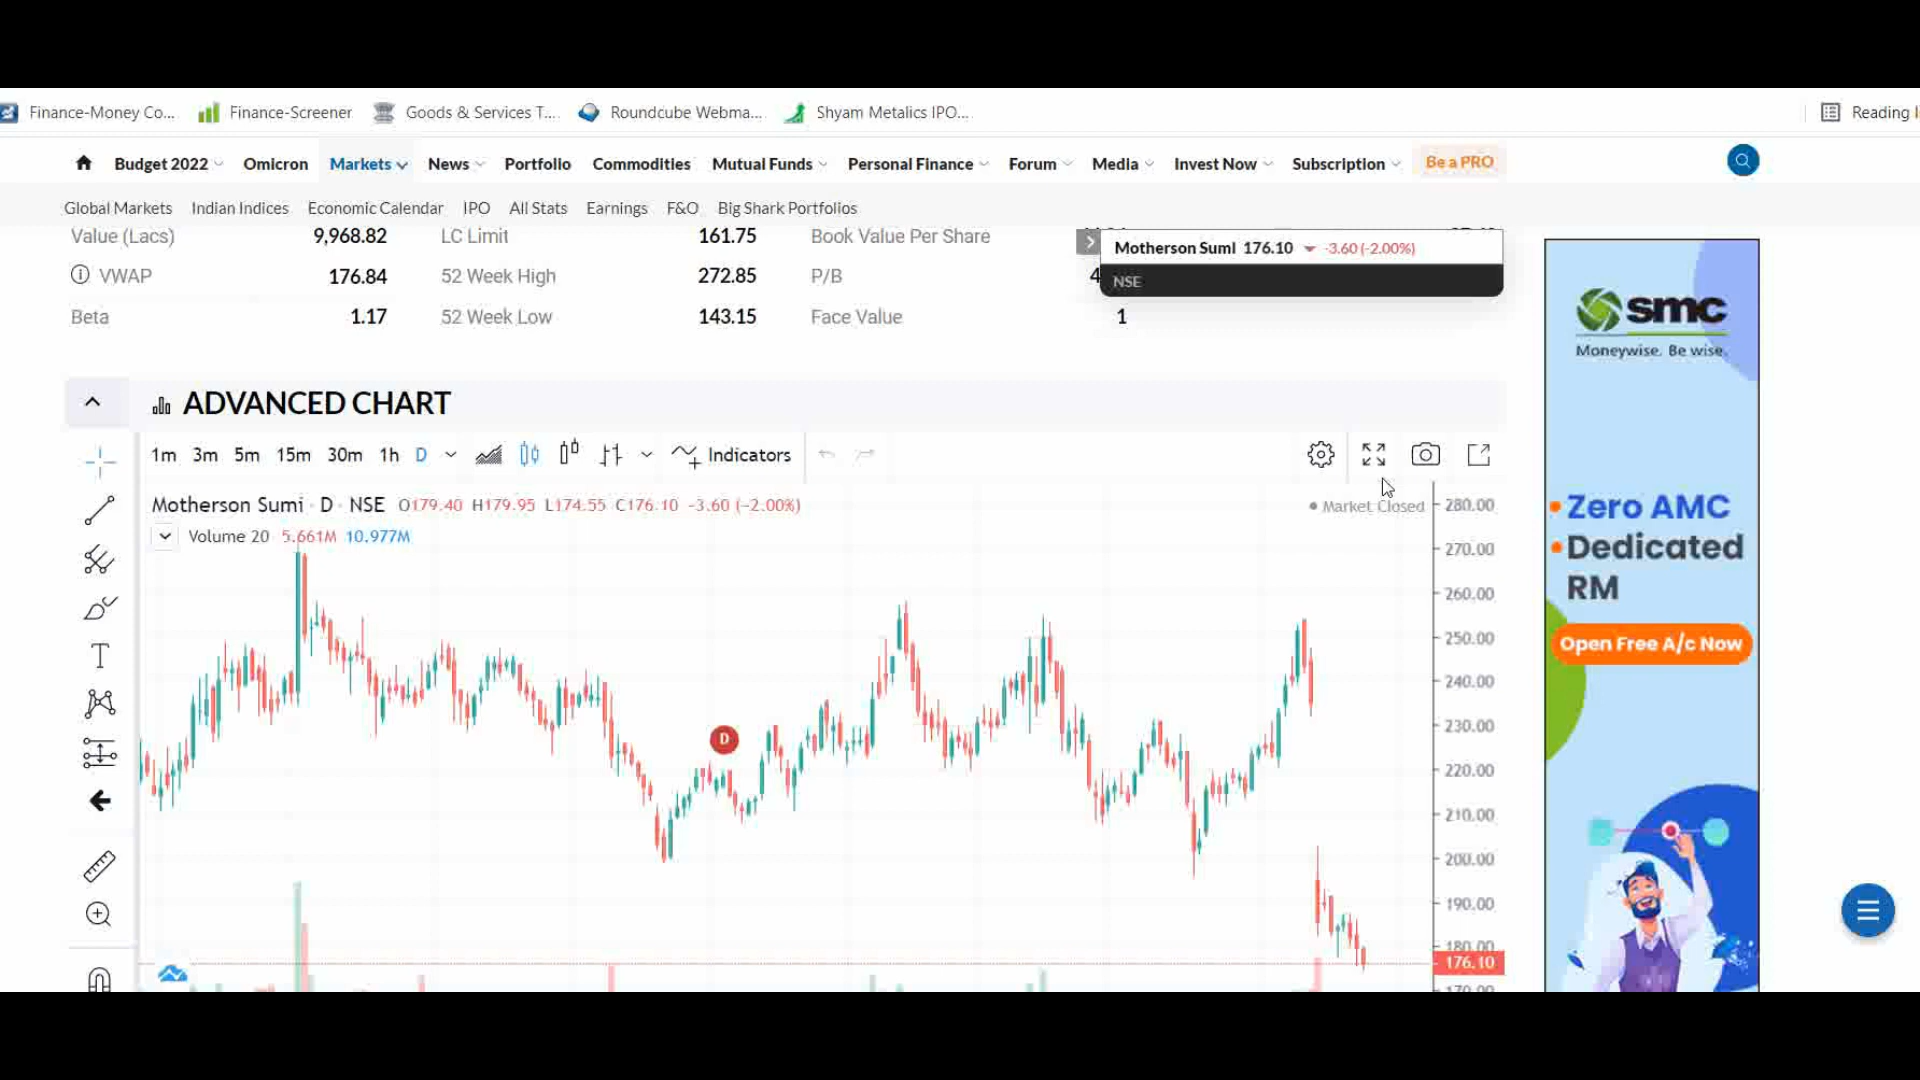 Finance-Money Co... Finance-Screener Goods & Services T... Roundcube Webma... Shyam Metalics IPO... Reading
Budget 2022 Omicron Markets News Portfolio Commodities Mutual Funds Personal Finance Forum Media Invest Now Subscription Be a PRO
Global Markets Indian Indices Economic Calendar IPO All Stats Earnings F&O Big Shark Portfolios
Value (Lacs) 9,968.82 LC Limit 161.75 Book Value Per Share
Motherson Sumi 176.10 -3.60 (-2.00%)
VWAP 176.84 52 Week High 272.85 P/B 4
NSE
Beta 1.17 52 Week Low 143.15 Face Value 1
smc
Moneywise. Be wise.
ADVANCED CHART
1m 3m 5m 15m 30m 1h D Indicators
Motherson Sumi · D · NSE O179.40 H179.95 L174.55 C176.10 -3.60 (-2.00%)
Market Closed
Volume 20 5.661M 10.977M
280.00
270.00
260.00
250.00
240.00
230.00
220.00
210.00
200.00
190.00
180.00
176.10
170.00
D
T
Zero AMC
Dedicated
RM
Open Free A/c Now